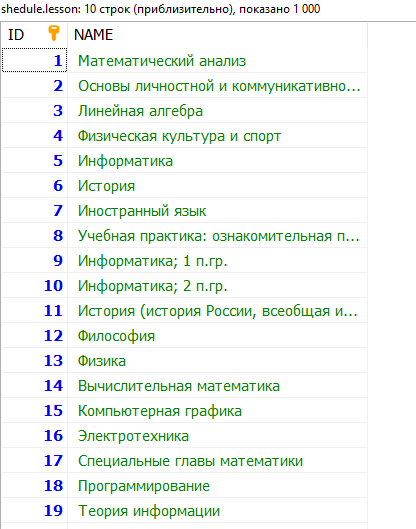 shedule.lesson: 10 строк (приблизительно), показано 1 000
ID NAME
1 Математический анализ
2 Основы личностной и коммуникативно...
3 Линейная алгебра
4 Физическая культура и спорт
5 Информатика
6 История
7 Иностранный язык
8 Учебная практика: ознакомительная п...
9 Информатика; 1 п.гр.
10 Информатика; 2 п.гр.
11 История (история России, всеобщая и...
12 Философия
13 Физика
14 Вычислительная математика
15 Компьютерная графика
16 Электротехника
17 Специальные главы математики
18 Программирование
19 Теория информации